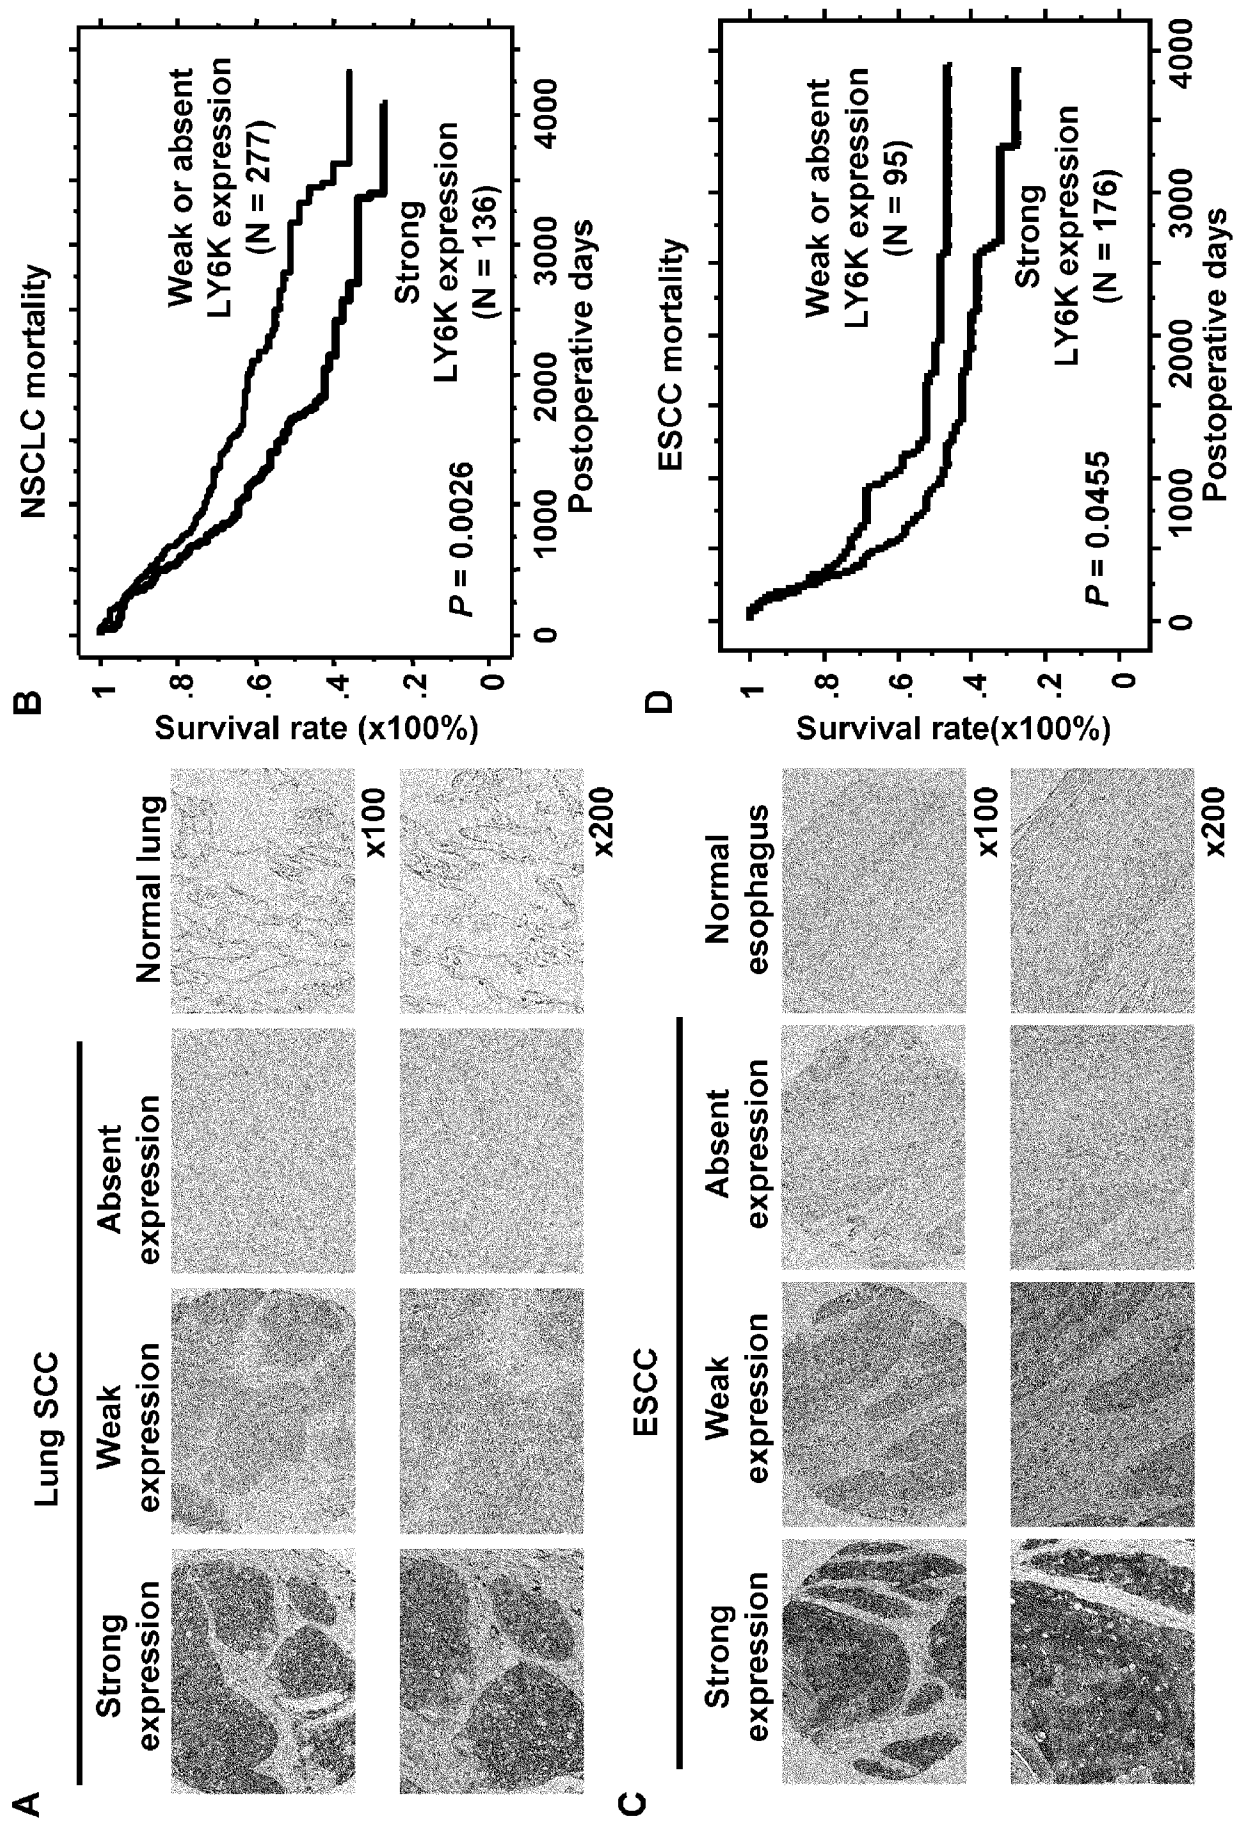 A
Lung SCC
Strong
expression
Weak
expression
Absent
expression
Normal lung
x100
x200
B
NSCLC mortality
Survival rate (x100%)
1
.8
.6
.4
.2
0
Weak or absent
LY6K expression
(N = 277)
Strong
LY6K expression
(N = 136)
P = 0.0026
0
1000
2000
3000
4000
Postoperative days
C
ESCC
Strong
expression
Weak
expression
Absent
expression
Normal
esophagus
x100
x200
D
ESCC mortality
Survival rate(x100%)
1
.8
.6
.4
.2
0
Weak or absent
LY6K expression
(N = 95)
Strong
LY6K expression
(N = 176)
P = 0.0455
0
1000
2000
3000
4000
Postoperative days